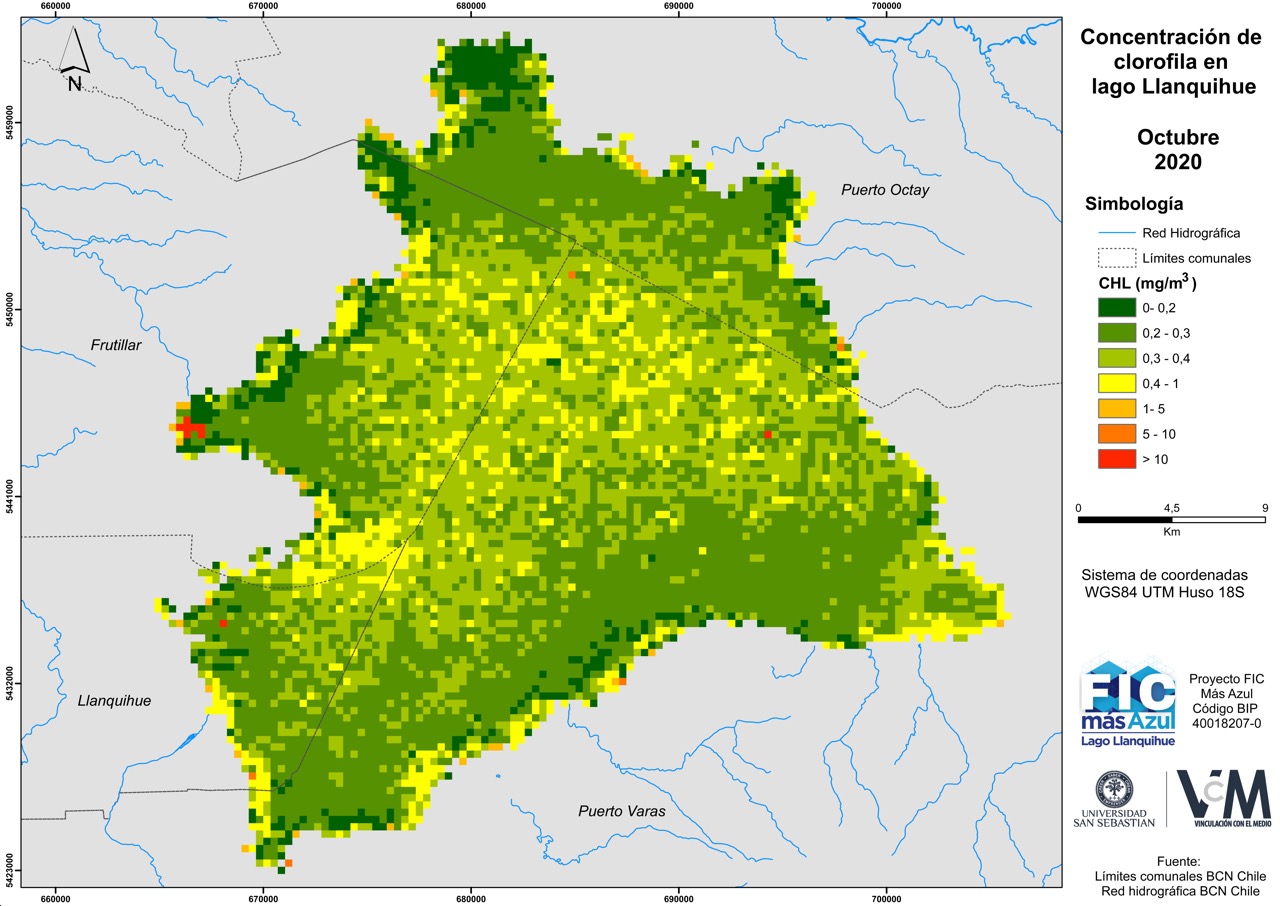 660000
670000
680000
690000
700000
5459000
5450000
5441000
5432000
5423000
N
Puerto Octay
Frutillar
Llanquihue
Puerto Varas
660000
670000
680000
690000
700000
Concentración de
clorofila en
lago Llanquihue
Octubre
2020
Simbología
Red Hidrográfica
Límites comunales
CHL (mg/m³)
0- 0,2
0,2 - 0,3
0,3 - 0,4
0,4 - 1
1- 5
5 - 10
> 10
0 4,5 9
Km
Sistema de coordenadas
WGS84 UTM Huso 18S
FIC
más Azul
Lago Llanquihue
Proyecto FIC
Más Azul
Código BIP
40018207-0
UNIVERSIDAD
SAN SEBASTIAN
VcM
VINCULACIÓN CON EL MEDIO
Fuente:
Límites comunales BCN Chile
Red hidrográfica BCN Chile